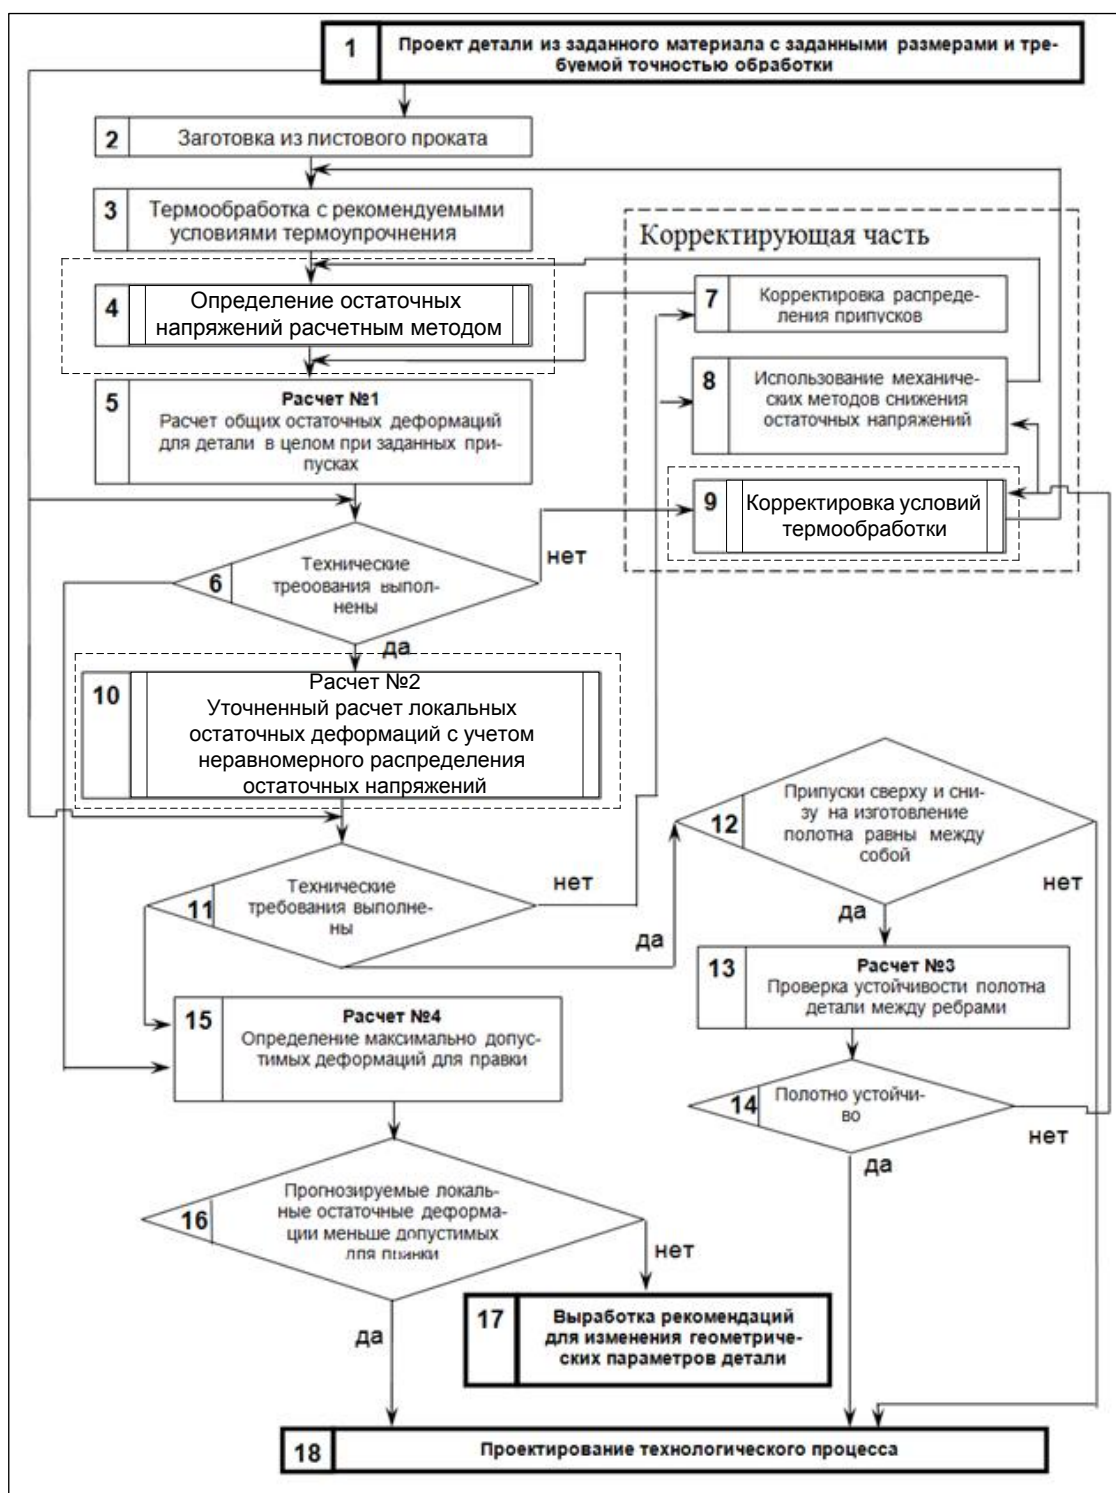 1
Проект детали из заданного материала с заданными размерами и тре-
буемой точностью обработки
2
Заготовка из листового проката
3
Термообработка с рекомендуемыми
условиями термоупрочнения
Корректирующая часть
4
Определение остаточных
напряжений расчетным методом
7
Корректировка распреде-
ления припусков
5
Расчет №1
Расчет общих остаточных деформаций
для детали в целом при заданных при-
пусках
8
Использование механиче-
ских методов снижения
остаточных напряжений
9
Корректировка условий
термообработки
6
Технические
требования выпол-
нены
нет
да
10
Расчет №2
Уточненный расчет локальных
остаточных деформаций с учетом
неравномерного распределения
остаточных напряжений
11
Технические
требования выполне-
ны
нет
да
12
Припуски сверху и сни-
зу на изготовление
полотна равны между
собой
нет
да
13
Расчет №3
Проверка устойчивости полотна
детали между ребрами
14
Полотно устойчи-
во
нет
да
15
Расчет №4
Определение максимально допус-
тимых деформаций для правки
16
Прогнозируемые локаль-
ные остаточные деформа-
ции меньше допустимых
для правки
нет
да
17
Выработка рекомендаций
для изменения геометриче-
ских параметров детали
18
Проектирование технологического процесса